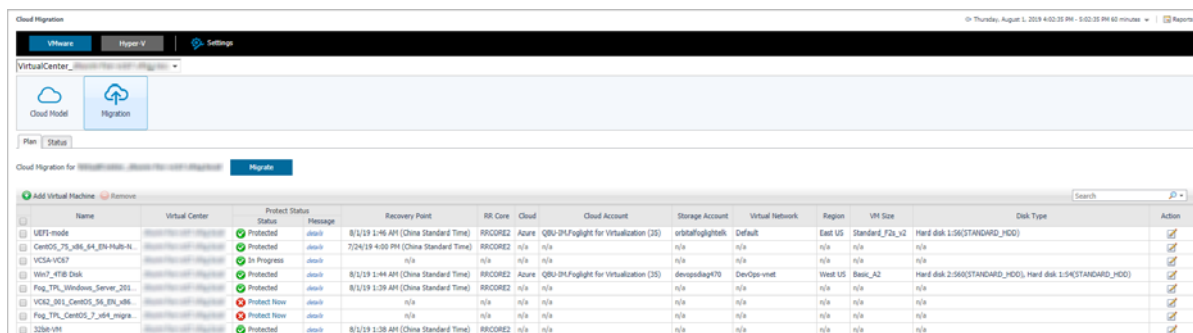 Cloud Migration
Thursday, August 1, 2019 4:02:35 PM - 5:02:35 PM 60 minutes | Reports
VMware Hyper-V Settings
VirtualCenter_
Cloud Model Migration
Plan Status
Cloud Migration for Migrate
Add Virtual Machine Remove Search
Name Virtual Center Protect Status Recovery Point RR Core Cloud Cloud Account Storage Account Virtual Network Region VM Size Disk Type Action
Status Message
UEFI-mode Protected details 8/1/19 1:46 AM (China Standard Time) RRCORE2 Azure QBU-IM.Foglight for Virtualization (35) orbitalfoglightelk Default East US Standard_F2s_v2 Hard disk 1:S6(STANDARD_HDD)
CentOS_75_x86_64_EN-Multi-N... Protected details 7/24/19 4:00 PM (China Standard Time) RRCORE2 n/a n/a n/a n/a n/a n/a n/a
VCSA-VC67 In Progress details n/a n/a n/a n/a n/a n/a n/a n/a n/a
Win7_4TiB Disk Protected details 8/1/19 1:44 AM (China Standard Time) RRCORE2 Azure QBU-IM.Foglight for Virtualization (35) devopsdiag470 DevOps-vnet West US Basic_A2 Hard disk 2:S60(STANDARD_HDD), Hard disk 1:S4(STANDARD_HDD)
Fog_TPL_Windows_Server_201... Protected details 8/1/19 1:39 AM (China Standard Time) RRCORE2 n/a n/a n/a n/a n/a n/a n/a
VC62_001_CentOS_56_EN_x86... Protect Now details n/a n/a n/a n/a n/a n/a n/a n/a n/a
Fog_TPL_CentOS_7_x64_migra... Protect Now details n/a n/a n/a n/a n/a n/a n/a n/a n/a
32bit-VM Protected details 8/1/19 1:38 AM (China Standard Time) RRCORE2 n/a n/a n/a n/a n/a n/a n/a